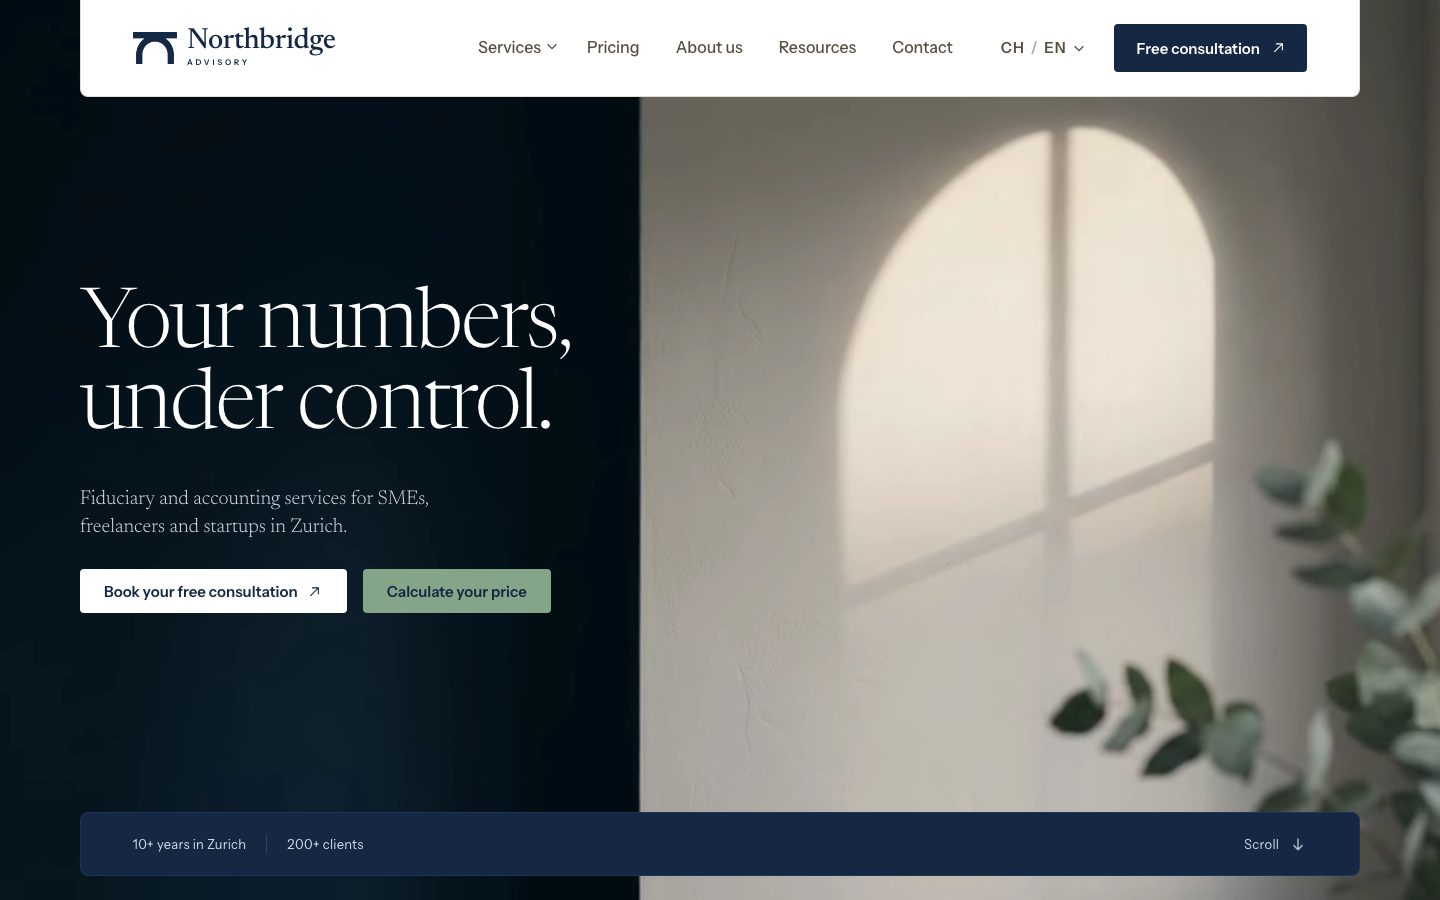 Northbridge
ADVISORY
Services
Pricing
About us
Resources
Contact
CH / EN
Free consultation
Your numbers,
under control.
Fiduciary and accounting services for SMEs,
freelancers and startups in Zurich.
Book your free consultation
Calculate your price
10+ years in Zurich
200+ clients
Scroll